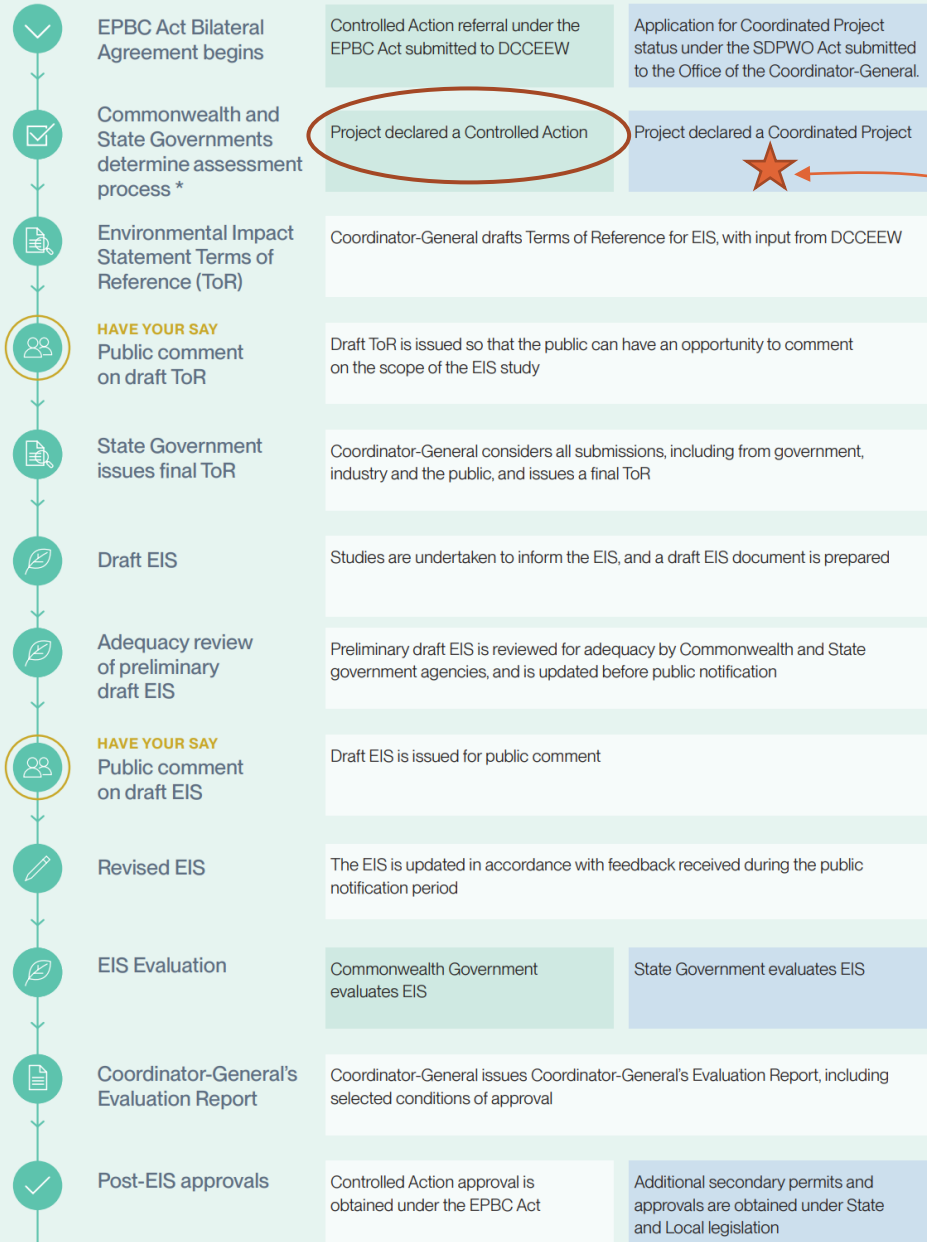 EPBC Act Bilateral
Agreement begins
Controlled Action referral under the
EPBC Act submitted to DCCEEW
Application for Coordinated Project
status under the SDPWO Act submitted
to the Office of the Coordinator-General.
Commonwealth and
State Governments
determine assessment
process *
Project declared a Controlled Action
Project declared a Coordinated Project
Environmental Impact
Statement Terms of
Reference (ToR)
Coordinator-General drafts Terms of Reference for EIS, with input from DCCEEW
HAVE YOUR SAY
Public comment
on draft ToR
Draft ToR is issued so that the public can have an opportunity to comment
on the scope of the EIS study
State Government
issues final ToR
Coordinator-General considers all submissions, including from government,
industry and the public, and issues a final ToR
Draft EIS
Studies are undertaken to inform the EIS, and a draft EIS document is prepared
Adequacy review
of preliminary
draft EIS
Preliminary draft EIS is reviewed for adequacy by Commonwealth and State
government agencies, and is updated before public notification
HAVE YOUR SAY
Public comment
on draft EIS
Draft EIS is issued for public comment
Revised EIS
The EIS is updated in accordance with feedback received during the public
notification period
EIS Evaluation
Commonwealth Government
evaluates EIS
State Government evaluates EIS
Coordinator-General's
Evaluation Report
Coordinator-General issues Coordinator-General's Evaluation Report, including
selected conditions of approval
Post-EIS approvals
Controlled Action approval is
obtained under the EPBC Act
Additional secondary permits and
approvals are obtained under State
and Local legislation